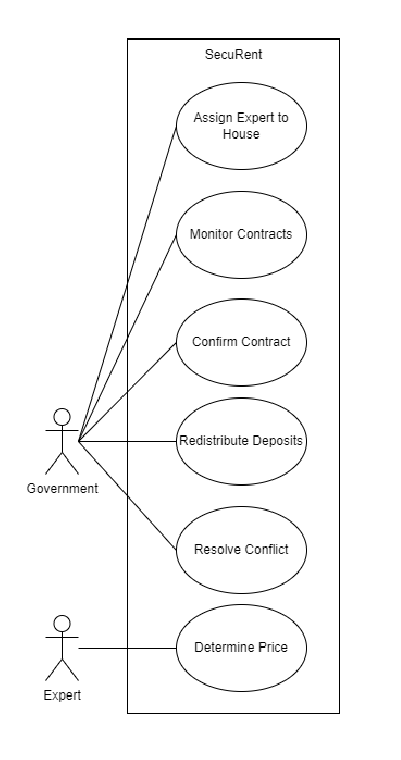 SecuRent
Assign Expert to
House
Monitor Contracts
Confirm Contract
Redistribute Deposits
Government
Resolve Conflict
Determine Price
Expert